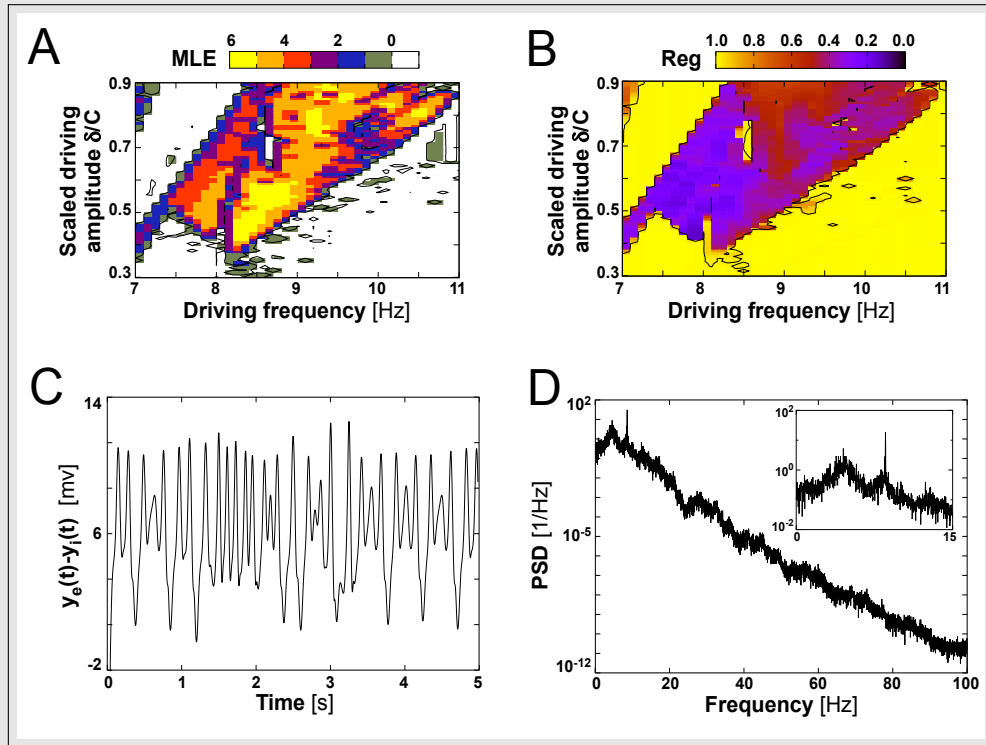 A
MLE
6 4 2 0
Scaled driving
amplitude δ/C
0.9
0.7
0.5
0.3
7 8 9 10 11
Driving frequency [Hz]
B
Reg
1.0 0.8 0.6 0.4 0.2 0.0
Scaled driving
amplitude δ/C
0.9
0.7
0.5
0.3
7 8 9 10 11
Driving frequency [Hz]
C
yₑ(t)-yᵢ(t) [mv]
14
6
-2
0 1 2 3 4 5
Time [s]
D
PSD [1/Hz]
10²
10⁻⁵
10⁻¹²
0 20 40 60 80 100
Frequency [Hz]
10²
10⁰
10⁻²
0 15